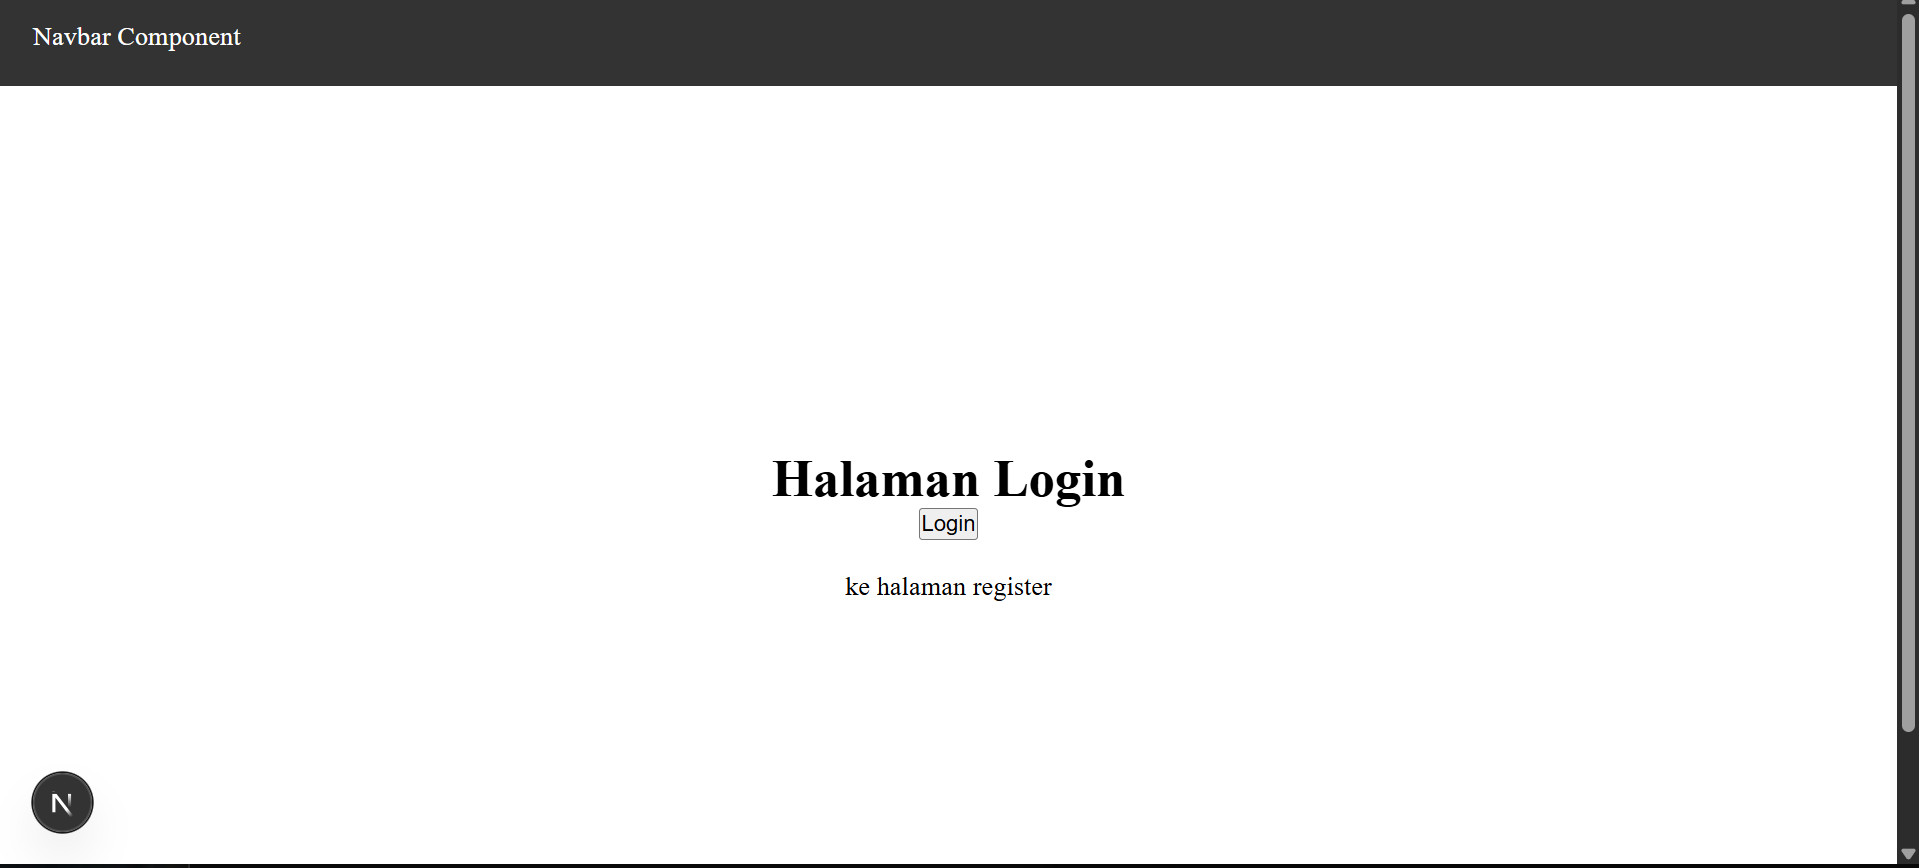 Navbar Component
Halaman Login
Login
ke halaman register
N